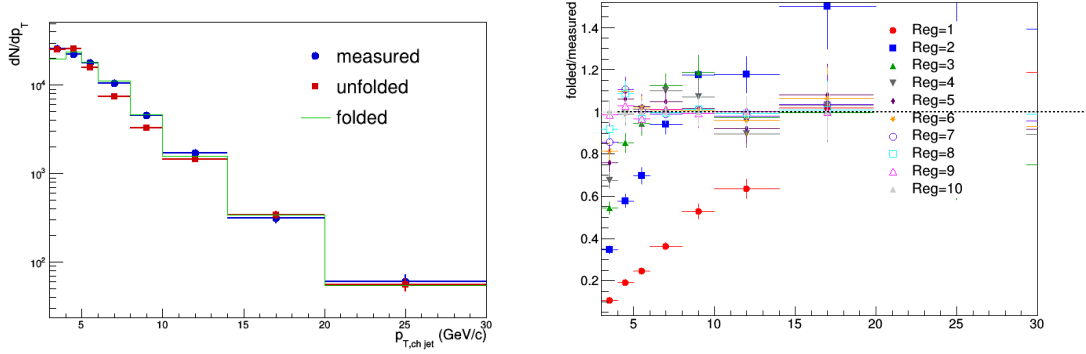 dN/dp_T
10^4
10^3
10^2
measured
unfolded
folded
5 10 15 20 25 30
p_T,ch jet (GeV/c)
folded/measured
1.4
1.2
1
0.8
0.6
0.4
0.2
Reg=1
Reg=2
Reg=3
Reg=4
Reg=5
Reg=6
Reg=7
Reg=8
Reg=9
Reg=10
5 10 15 20 25 30